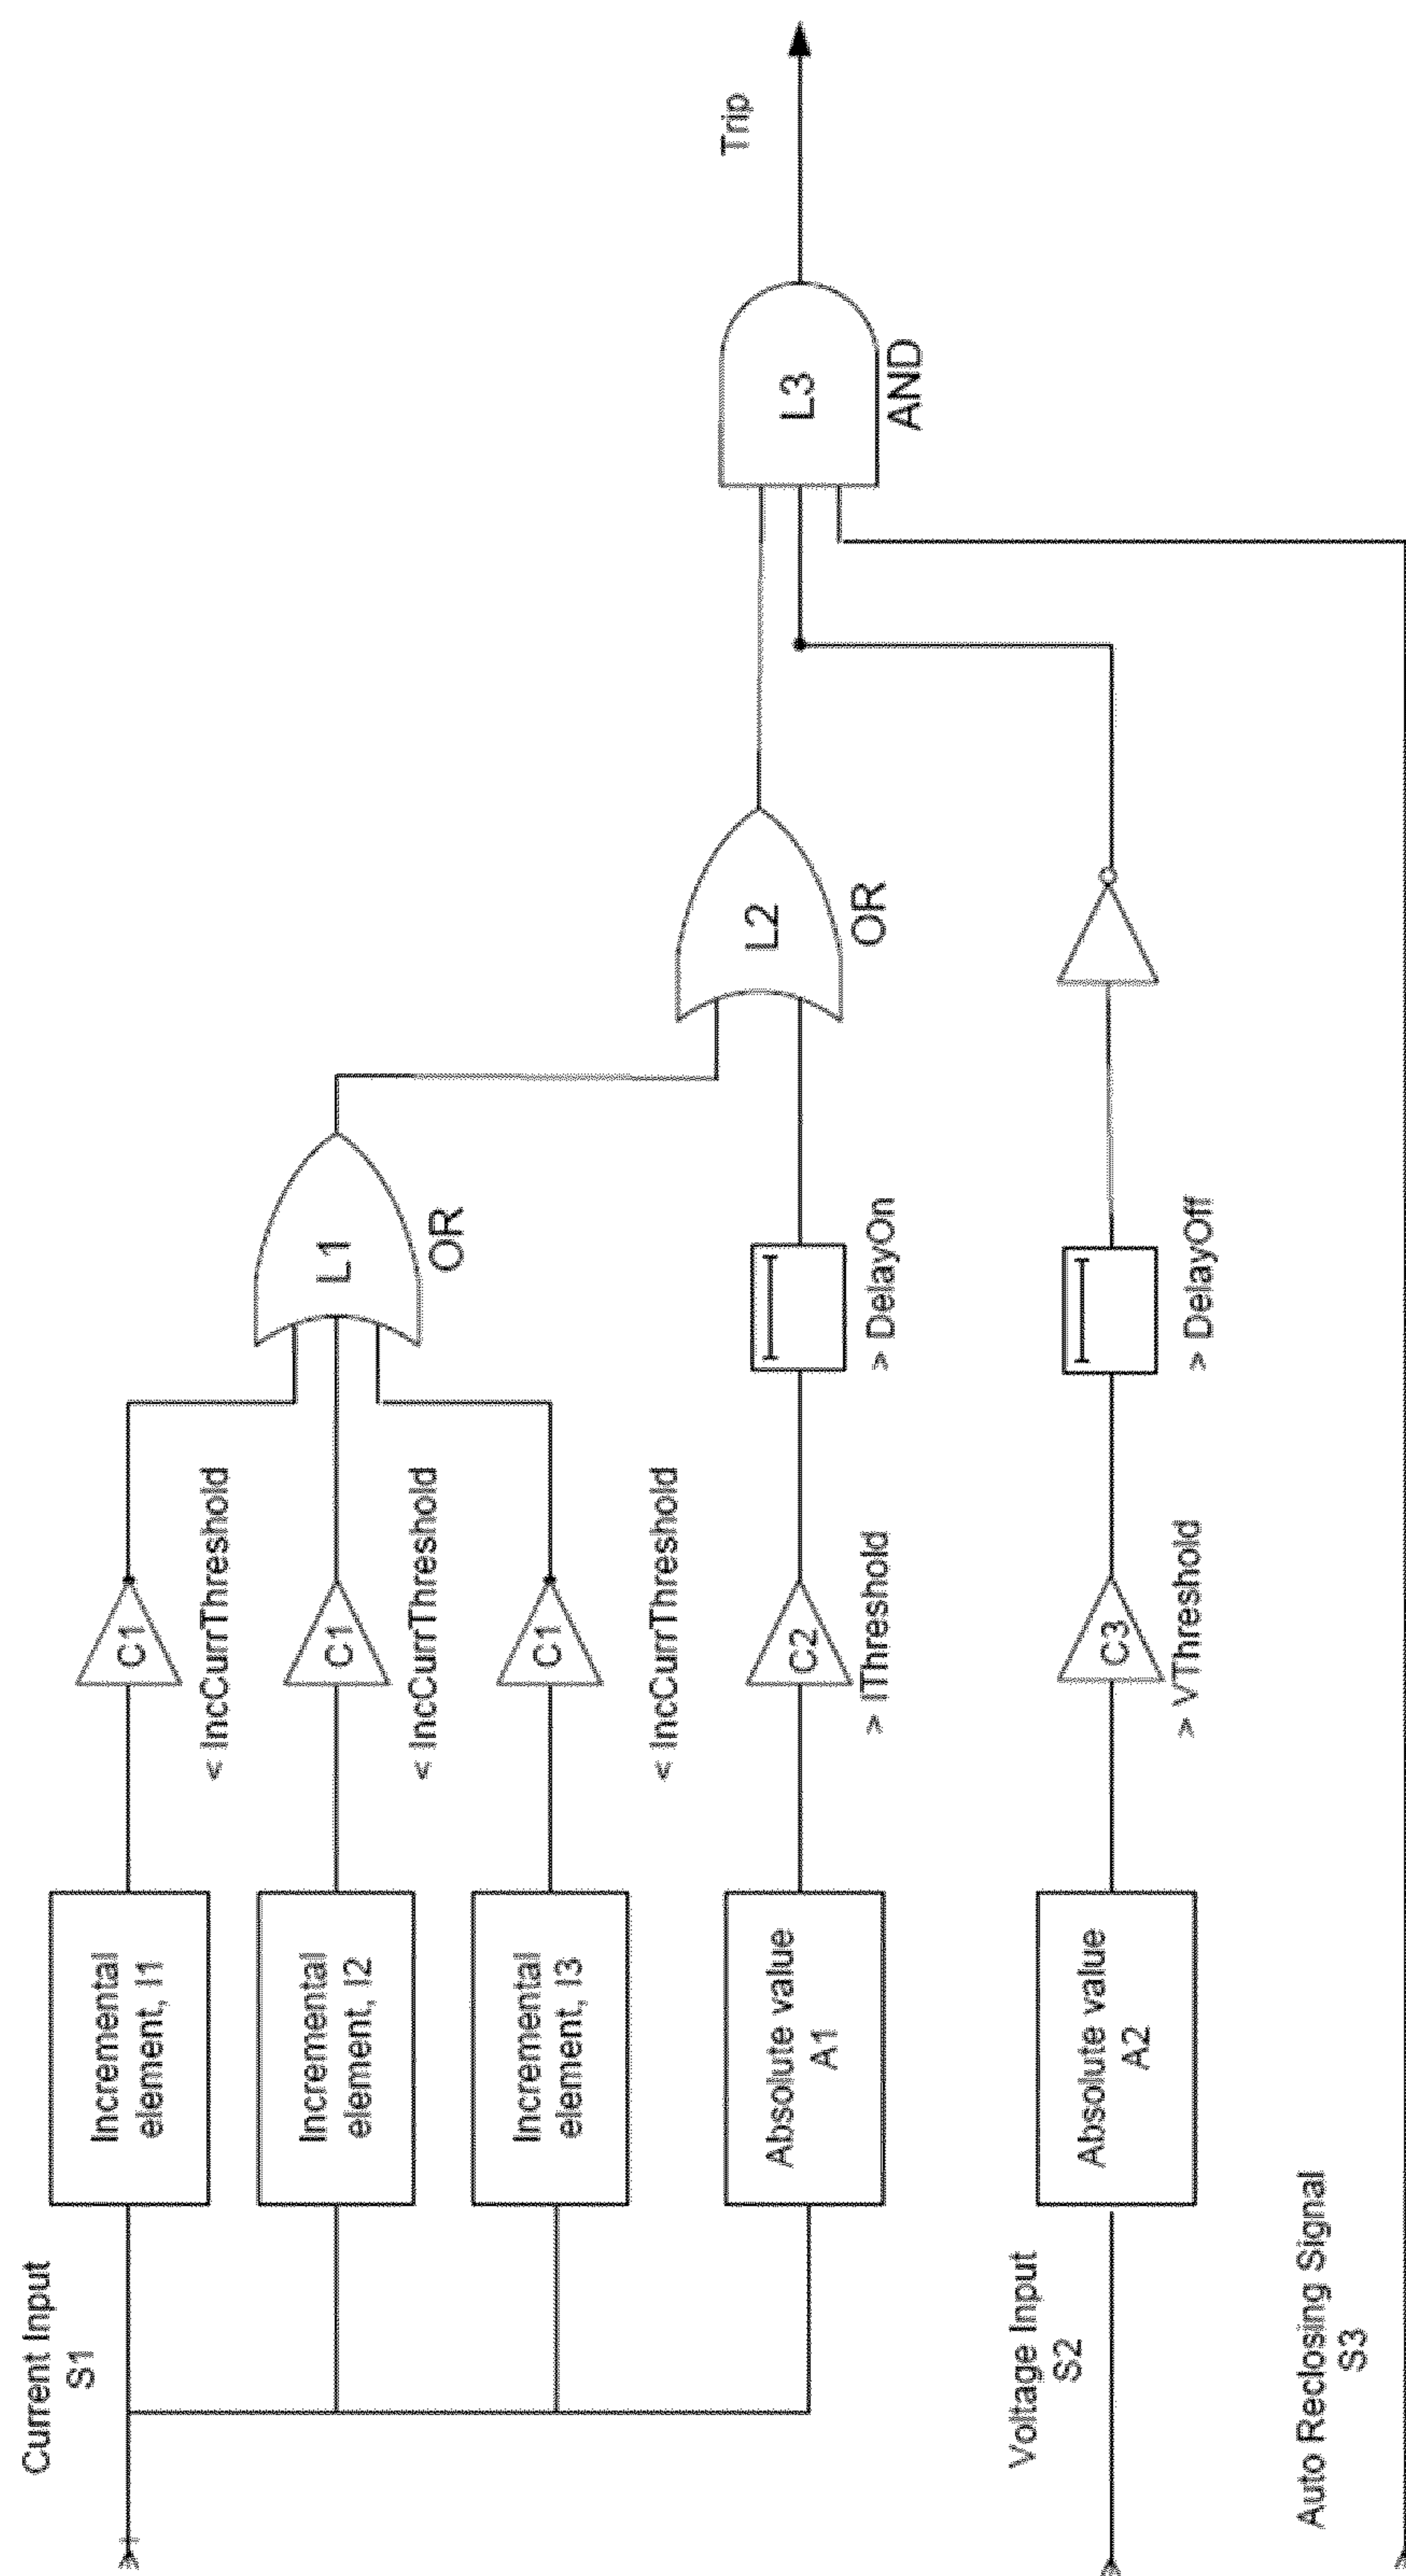 Current Input
S1
Incremental
element, I1
C1
< IncCurrThreshold
Incremental
element, I2
C1
< IncCurrThreshold
Incremental
element, I3
C1
< IncCurrThreshold
L1
OR
Absolute value
A1
C2
> IThreshold
> DelayOn
L2
OR
L3
AND
Trip
Voltage Input
S2
Absolute value
A2
C3
> VThreshold
> DelayOff
Auto Reclosing Signal
S3